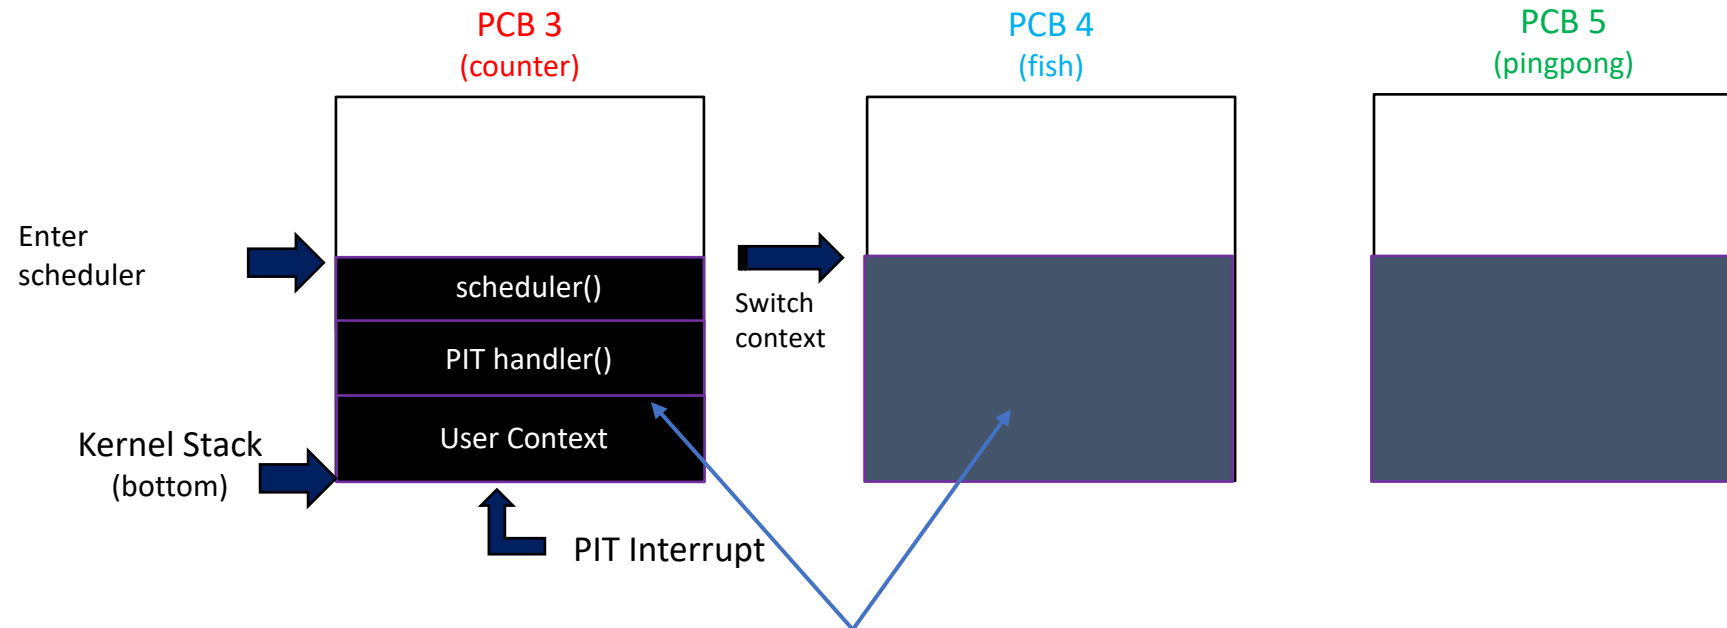 PCB 3
(counter)
PCB 4
(fish)
PCB 5
(pingpong)
Enter
scheduler
scheduler()
PIT handler()
User Context
Switch
context
Kernel Stack
(bottom)
PIT Interrupt